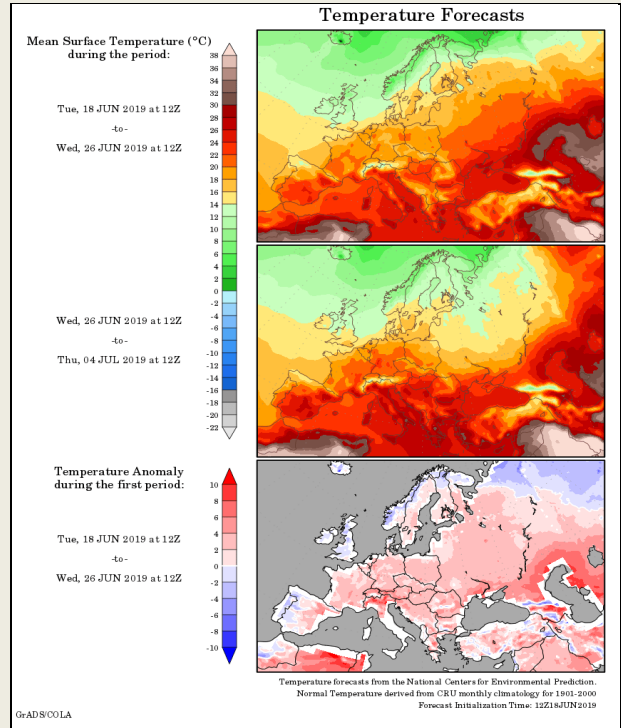 Temperature Forecasts
Mean Surface Temperature (°C)
during the period:
Tue, 18 JUN 2019 at 12Z
-to-
Wed, 26 JUN 2019 at 12Z
38
36
34
32
30
28
26
24
22
20
18
16
14
12
10
8
6
4
2
0
-2
-4
-6
-8
-10
-12
-14
-16
-18
-20
-22
Wed, 26 JUN 2019 at 12Z
-to-
Thu, 04 JUL 2019 at 12Z
Temperature Anomaly
during the first period:
Tue, 18 JUN 2019 at 12Z
-to-
Wed, 26 JUN 2019 at 12Z
10
8
6
4
2
0
-2
-4
-6
-8
-10
Temperature forecasts from the National Centers for Environmental Prediction.
Normal Temperature derived from CRU monthly climatology for 1901-2000
Forecast Initialization Time: 12Z18JUN2019
GrADS/COLA